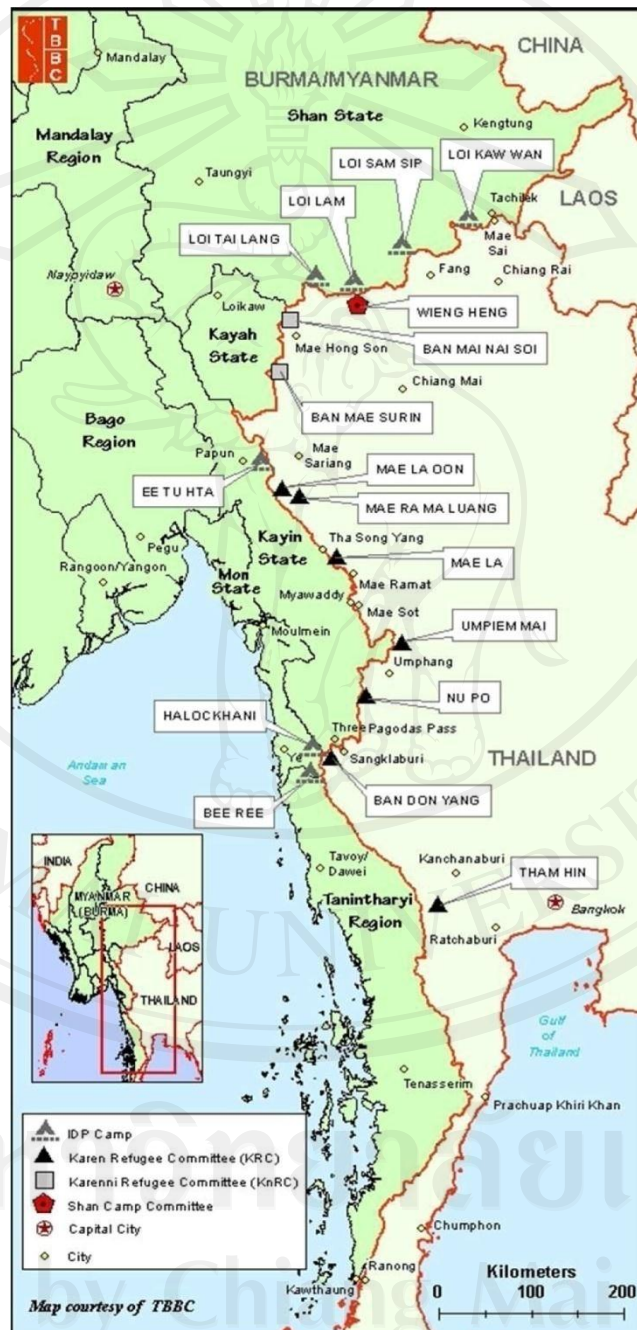 T
B
B
C
CHINA
Mandalay
BURMA/MYANMAR
Shan State
Mandalay
Region
Kengtung
LOI SAM SIP
LOI KAW WAN
Taungyi
LAOS
LOI LAM
Tachilek
LOI TAI LANG
Mae
Sai
Fang
Chiang Rai
Naypyidaw
Loikaw
WIENG HENG
Kayah
State
BAN MAI NAI SOI
Mae Hong Son
Chiang Mai
BAN MAE SURIN
Bago
Region
Papun
Mae
Sariang
MAE LA OON
EE TU HTA
MAE RA MA LUANG
Kayin
State
Tha Song Yang
Pegu
MAE LA
Rangoon/Yangon
Mon
State
Mae Ramat
Myawaddy
Mae Sot
Moulmein
UMPIEM MAI
Umphang
NU PO
HALOCKHANI
Three Pagodas Pass
Ye
Sangklaburi
THAILAND
Andaman
Sea
BEE REE
BAN DON YANG
Tavoy/
Dawei
Kanchanaburi
THAM HIN
Tanintharyi
Region
Bangkok
Ratchaburi
INDIA
MYANMAR
(BURMA)
CHINA
LAOS
THAILAND
Gulf
of
Thailand
Tenasserim
Prachuap Khiri Khan
IDP Camp
Karen Refugee Committee (KRC)
Karenni Refugee Committee (KnRC)
Shan Camp Committee
Capital City
City
Chumphon
Ranong
Kawthaung
Kilometers
0 100 200
Map courtesy of TBBC
UNIVERSI
by Chiang Mai